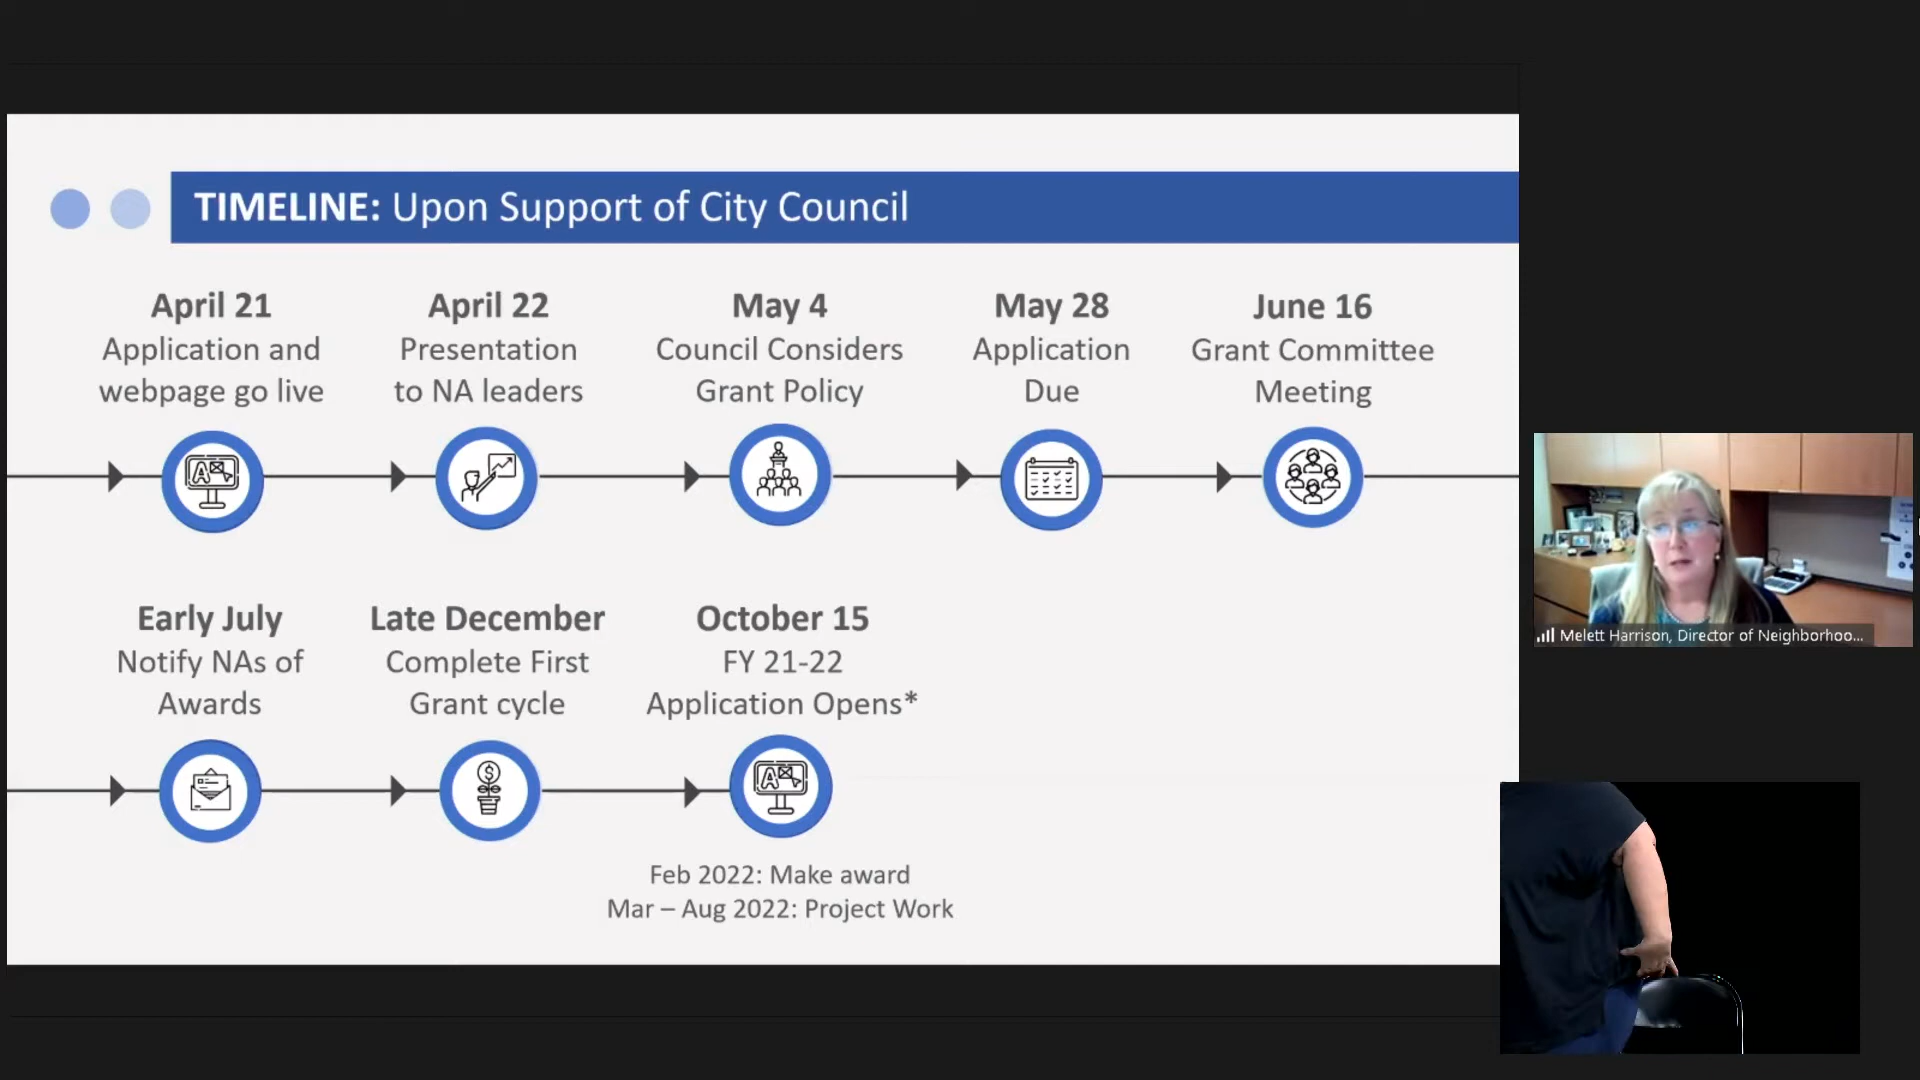 TIMELINE: Upon Support of City Council
April 21
Application and
webpage go live
April 22
Presentation
to NA leaders
May 4
Council Considers
Grant Policy
May 28
Application
Due
June 16
Grant Committee
Meeting
Early July
Notify NAs of
Awards
Late December
Complete First
Grant cycle
October 15
FY 21-22
Application Opens*
Feb 2022: Make award
Mar – Aug 2022: Project Work
Melett Harrison, Director of Neighborhoo...